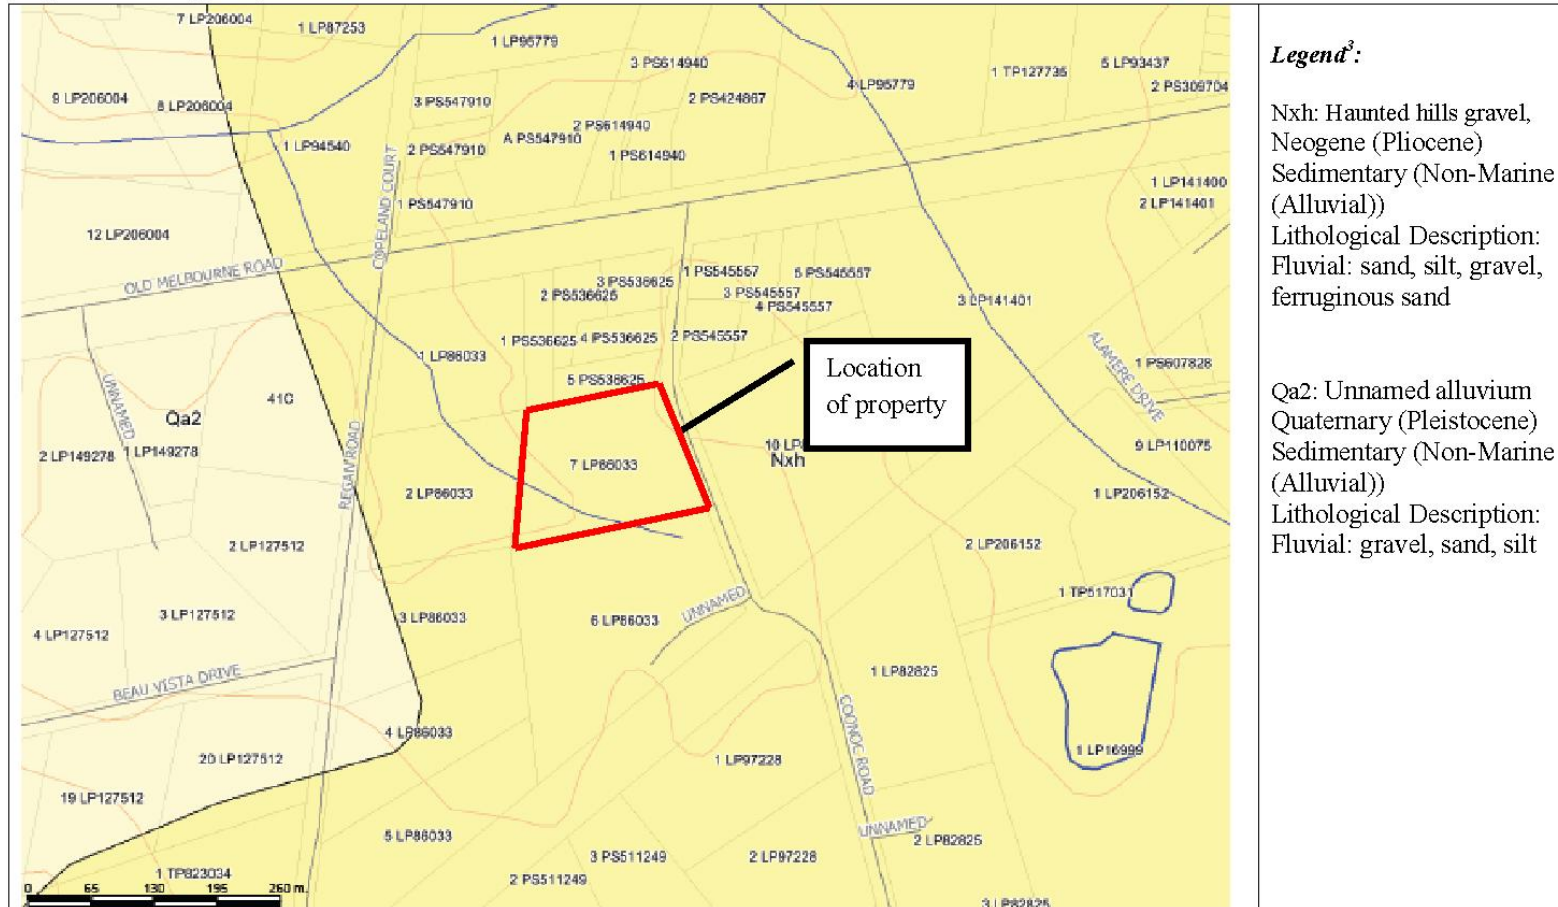 7 LP206004
1 LP87253
1 LP95779
3 PS614940
1 TP127735
5 LP93437
2 PS309704
9 LP206004
8 LP206004
3 PS547910
2 PS424867
4 LP95779
2 PS614940
A PS547910
1 LP94540
2 PS547910
1 PS614940
COPELAND COURT
1 PS547910
1 LP141400
2 LP141401
12 LP206004
OLD MELBOURNE ROAD
3 PS536625
1 PS545557
5 PS545557
2 PS536625
3 PS545557
4 PS545557
3 LP141401
1 PS536625
4 PS536625
2 PS545557
1 LP86033
ALAMERE DRIVE
1 PS607828
UNNAMED
5 PS536625
Location
of property
41C
Qa2
REGAN ROAD
2 LP149278
1 LP149278
7 LP86033
Nxh
9 LP110075
2 LP86033
1 LP206152
2 LP127512
2 LP206152
1 TP517031
3 LP127512
4 LP127512
3 LP86033
6 LP86033
UNNAMED
BEAU VISTA DRIVE
1 LP82825
COONOC ROAD
4 LP86033
20 LP127512
1 LP97228
1 LP16999
19 LP127512
5 LP86033
UNNAMED
2 LP82825
3 PS511249
2 LP97228
1 TP823034
2 PS511249
3 LP82825
0 65 130 195 260 m.
Legend³:
Nxh: Haunted hills gravel,
Neogene (Pliocene)
Sedimentary (Non-Marine
(Alluvial))
Lithological Description:
Fluvial: sand, silt, gravel,
ferruginous sand
Qa2: Unnamed alluvium
Quaternary (Pleistocene)
Sedimentary (Non-Marine
(Alluvial))
Lithological Description:
Fluvial: gravel, sand, silt